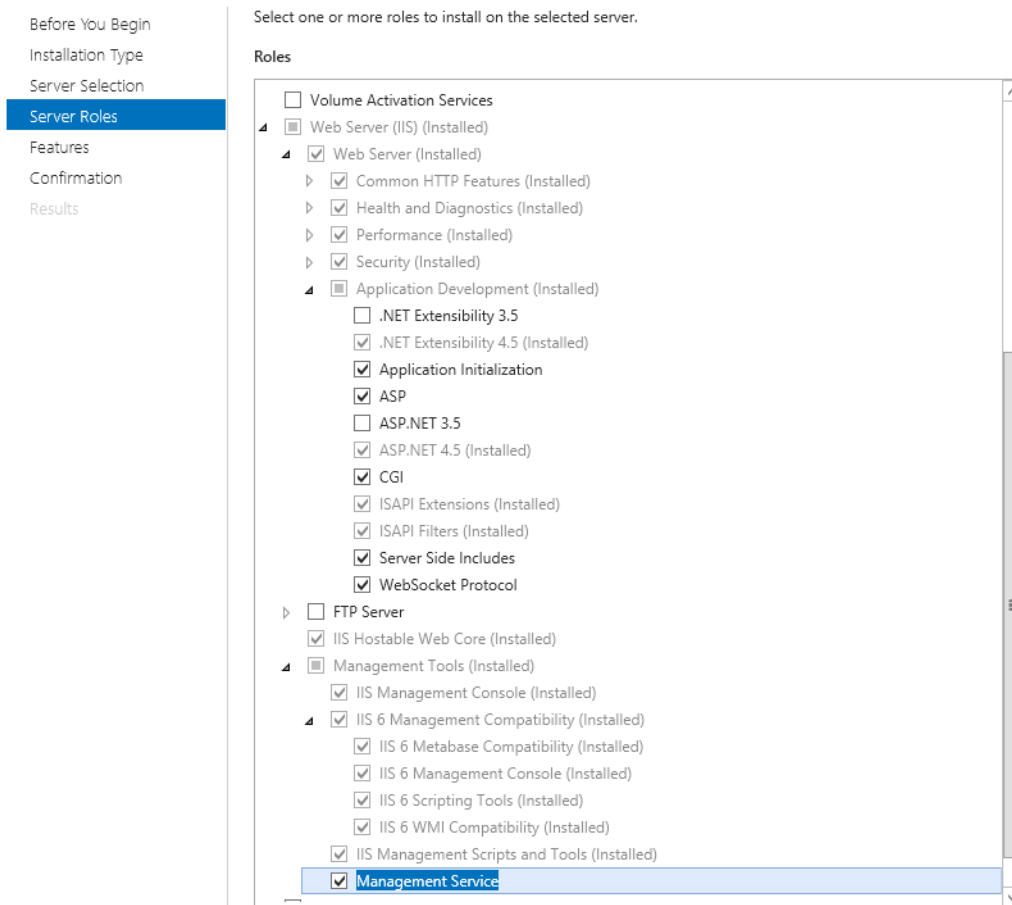 Before You Begin
Installation Type
Server Selection
Server Roles
Features
Confirmation
Results
Select one or more roles to install on the selected server.
Roles
Volume Activation Services
Web Server (IIS) (Installed)
Web Server (Installed)
Common HTTP Features (Installed)
Health and Diagnostics (Installed)
Performance (Installed)
Security (Installed)
Application Development (Installed)
.NET Extensibility 3.5
.NET Extensibility 4.5 (Installed)
Application Initialization
ASP
ASP.NET 3.5
ASP.NET 4.5 (Installed)
CGI
ISAPI Extensions (Installed)
ISAPI Filters (Installed)
Server Side Includes
WebSocket Protocol
FTP Server
IIS Hostable Web Core (Installed)
Management Tools (Installed)
IIS Management Console (Installed)
IIS 6 Management Compatibility (Installed)
IIS 6 Metabase Compatibility (Installed)
IIS 6 Management Console (Installed)
IIS 6 Scripting Tools (Installed)
IIS 6 WMI Compatibility (Installed)
IIS Management Scripts and Tools (Installed)
Management Service